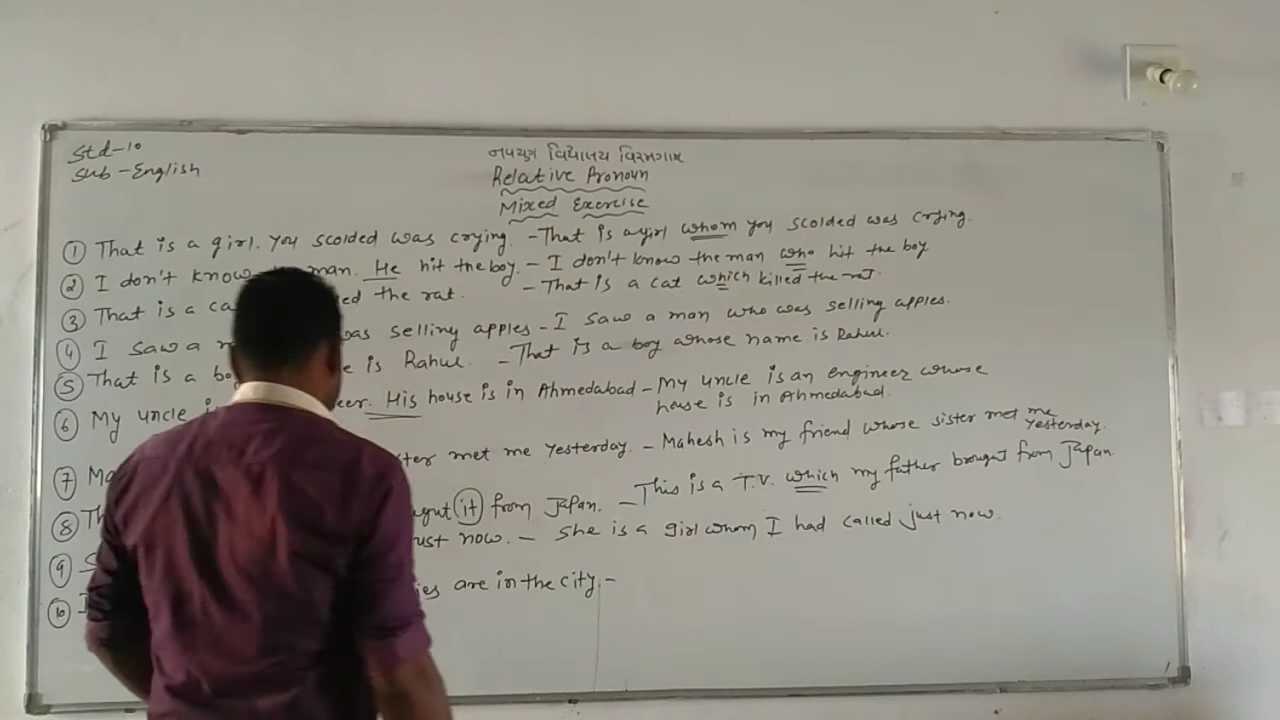 Std-10
Sub-English
નવયુગ વિદ્યાલય વિરમગામ
Relative Pronoun
Mixed Exercise
① That is a girl. You scolded was crying. - That is a girl whom you scolded was crying.
② I don't know man. He hit the boy. - I don't know the man who hit the boy
③ That is a the rat. - That is a cat which killed the rat.
④ I saw a was selling apples - I saw a man who was selling apples.
⑤ That is a is Rahul. - That is a boy whose name is Rahul.
⑥ My uncle His house is in Ahmedabad - My uncle is an engineer whose
house is in Ahmedabad.
⑦ met me yesterday. - Mahesh is my friend whose sister met me
yesterday.
⑧ it from Japan. - This is a T.V. which my father brought from Japan.
⑨ just now. - She is a girl whom I had called just now.
⑩ are in the city -